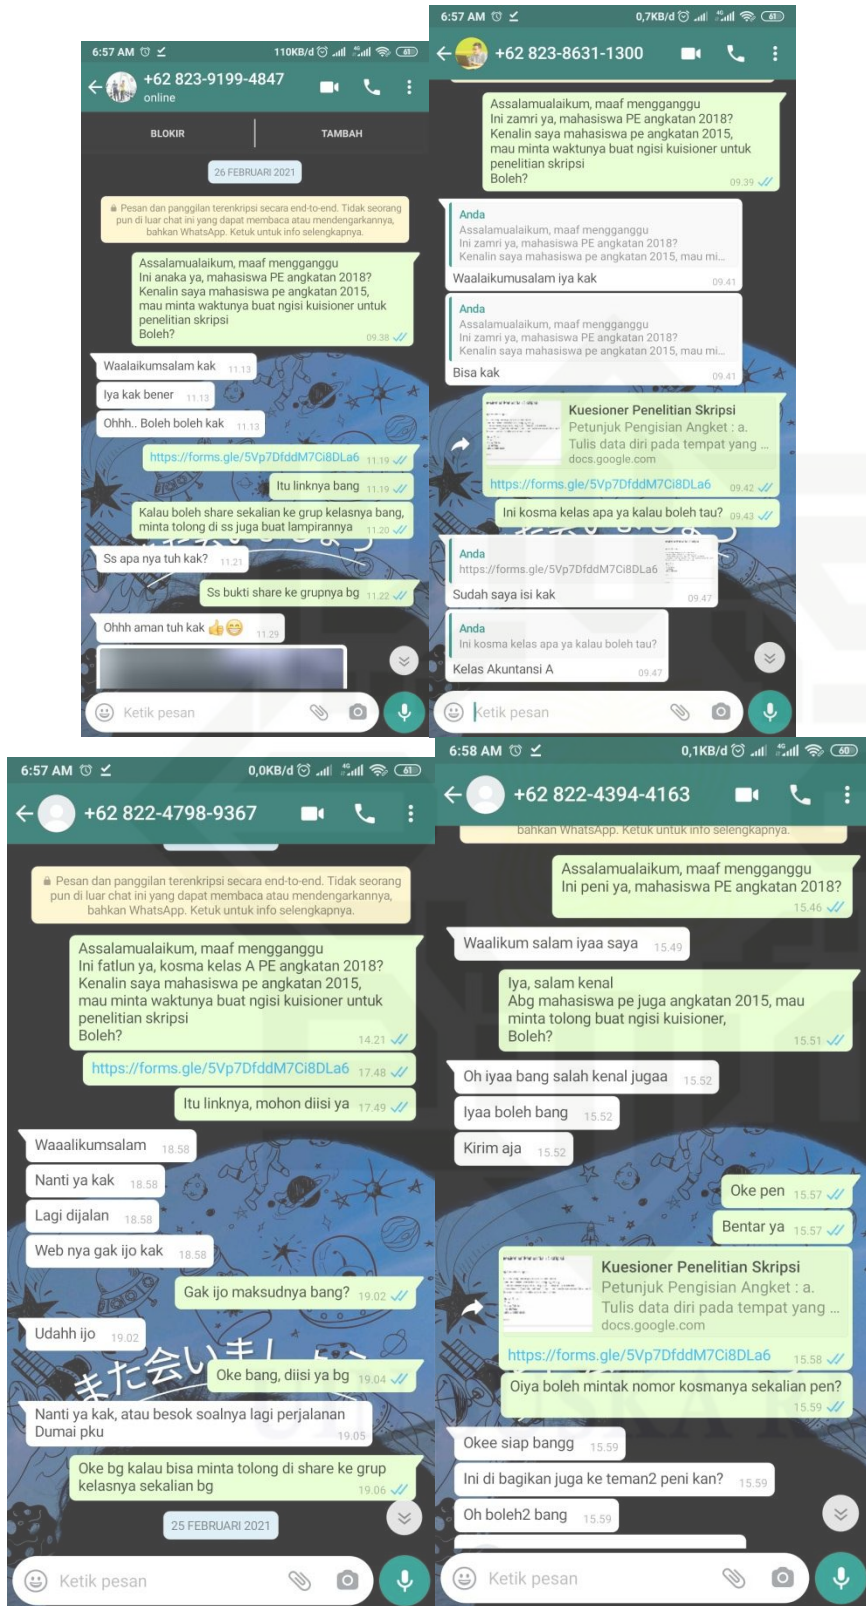 6:57 AM 110KB/d 4G 61
+62 823-9199-4847
online
BLOKIR TAMBAH
26 FEBRUARI 2021
Pesan dan panggilan terenkripsi secara end-to-end. Tidak seorang
pun di luar chat ini yang dapat membaca atau mendengarkannya,
bahkan WhatsApp. Ketuk untuk info selengkapnya.
Assalamualaikum, maaf mengganggu
Ini anaka ya, mahasiswa PE angkatan 2018?
Kenalin saya mahasiswa pe angkatan 2015,
mau minta waktunya buat ngisi kuisioner untuk
penelitian skripsi
Boleh? 09.38
Waalaikumsalam kak 11.13
Iya kak bener 11.13
Ohhh.. Boleh boleh kak 11.13
https://forms.gle/5Vp7DfddM7Ci8DLa6 11.19
Itu linknya bang 11.19
Kalau boleh share sekalian ke grup kelasnya bang,
minta tolong di ss juga buat lampirannya 11.20
Ss apa nya tuh kak? 11.21
Ss bukti share ke grupnya bg 11.22
Ohhh aman tuh kak 👍😁 11.29
Ketik pesan
6:57 AM 0,7KB/d 4G 61
+62 823-8631-1300
Assalamualaikum, maaf mengganggu
Ini zamri ya, mahasiswa PE angkatan 2018?
Kenalin saya mahasiswa pe angkatan 2015,
mau minta waktunya buat ngisi kuisioner untuk
penelitian skripsi
Boleh? 09.39
Anda
Assalamualaikum, maaf mengganggu
Ini zamri ya, mahasiswa PE angkatan 2018?
Kenalin saya mahasiswa pe angkatan 2015, mau mi...
Waalaikumusalam iya kak 09.41
Anda
Assalamualaikum, maaf mengganggu
Ini zamri ya, mahasiswa PE angkatan 2018?
Kenalin saya mahasiswa pe angkatan 2015, mau mi...
Bisa kak 09.41
Kuesioner Penelitian Skripsi
Petunjuk Pengisian Angket : a.
Tulis data diri pada tempat yang ...
docs.google.com
https://forms.gle/5Vp7DfddM7Ci8DLa6 09.42
Ini kosma kelas apa ya kalau boleh tau? 09.43
Anda
https://forms.gle/5Vp7DfddM7Ci8DLa6
Sudah saya isi kak 09.47
Anda
Ini kosma kelas apa ya kalau boleh tau?
Kelas Akuntansi A 09.47
Ketik pesan
6:57 AM 0,0KB/d 4G 61
+62 822-4798-9367
Pesan dan panggilan terenkripsi secara end-to-end. Tidak seorang
pun di luar chat ini yang dapat membaca atau mendengarkannya,
bahkan WhatsApp. Ketuk untuk info selengkapnya.
Assalamualaikum, maaf mengganggu
Ini fatlun ya, kosma kelas A PE angkatan 2018?
Kenalin saya mahasiswa pe angkatan 2015,
mau minta waktunya buat ngisi kuisioner untuk
penelitian skripsi
Boleh? 14.21
https://forms.gle/5Vp7DfddM7Ci8DLa6 17.48
Itu linknya, mohon diisi ya 17.49
Waaalikumsalam 18.58
Nanti ya kak 18.58
Lagi dijalan 18.58
Web nya gak ijo kak 18.58
Gak ijo maksudnya bang? 19.02
Udahh ijo 19.02
また会いましょう
Oke bang, diisi ya bg 19.04
Nanti ya kak, atau besok soalnya lagi perjalanan
Dumai pku 19.05
Oke bg kalau bisa minta tolong di share ke grup
kelasnya sekalian bg 19.06
25 FEBRUARI 2021
Ketik pesan
6:58 AM 0,1KB/d 4G 60
+62 822-4394-4163
bahkan WhatsApp. Ketuk untuk info selengkapnya.
Assalamualaikum, maaf mengganggu
Ini peni ya, mahasiswa PE angkatan 2018?
15.46
Waalikum salam iyaa saya 15.49
Iya, salam kenal
Abg mahasiswa pe juga angkatan 2015, mau
minta tolong buat ngisi kuisioner,
Boleh? 15.51
Oh iyaa bang salah kenal jugaa 15.52
Iyaa boleh bang 15.52
Kirim aja 15.52
Oke pen 15.57
Bentar ya 15.57
Kuesioner Penelitian Skripsi
Petunjuk Pengisian Angket : a.
Tulis data diri pada tempat yang ...
docs.google.com
https://forms.gle/5Vp7DfddM7Ci8DLa6 15.58
Oiya boleh mintak nomor kosmanya sekalian pen?
15.59
Okee siap bangg 15.59
Ini di bagikan juga ke teman2 peni kan? 15.59
Oh boleh2 bang 15.59
Ketik pesan